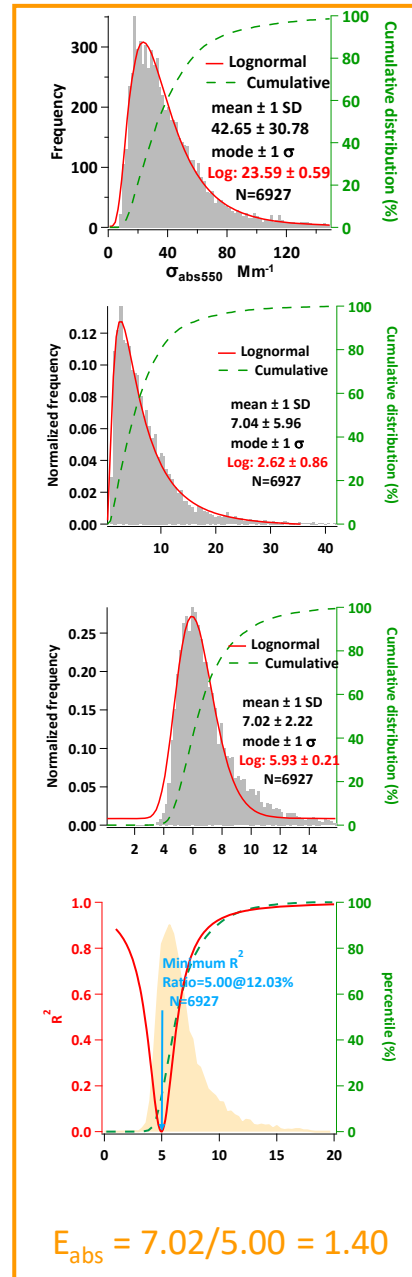 Frequency
300
200
100
0
Lognormal
Cumulative
mean ± 1 SD
42.65 ± 30.78
mode ± 1 σ
Log: 23.59 ± 0.59
N=6927
100
80
60
40
20
0
Cumulative distribution (%)
0 40 80 120
σabs550 Mm-1
Normalized frequency
0.12
0.10
0.08
0.06
0.04
0.02
0.00
Lognormal
Cumulative
mean ± 1 SD
7.04 ± 5.96
mode ± 1 σ
Log: 2.62 ± 0.86
N=6927
100
80
60
40
20
0
Cumulative distribution (%)
10 20 30 40
Normalized frequency
0.25
0.20
0.15
0.10
0.05
0.00
Lognormal
Cumulative
mean ± 1 SD
7.02 ± 2.22
mode ± 1 σ
Log: 5.93 ± 0.21
N=6927
100
80
60
40
20
0
Cumulative distribution (%)
2 4 6 8 10 12 14
R2
1.0
0.8
0.6
0.4
0.2
0.0
Minimum R2
Ratio=5.00@12.03%
N=6927
100
80
60
40
20
0
percentile (%)
0 5 10 15 20
Eabs = 7.02/5.00 = 1.40